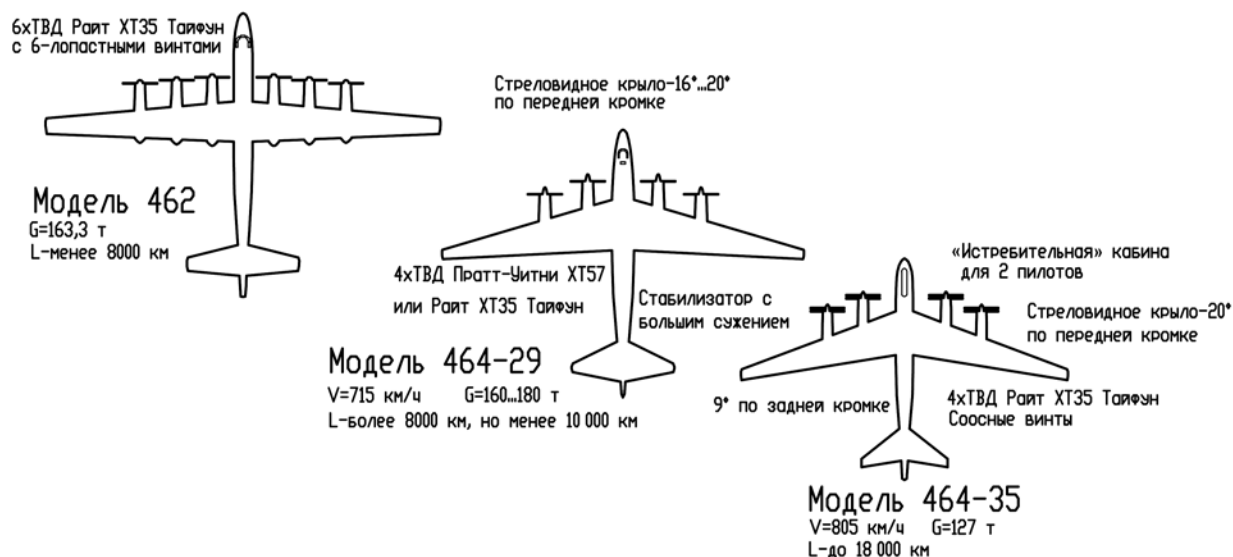 6хТВД Райт ХТ35 Тайфун
с 6-лопастными винтами
Модель 462
G=163,3 т
L-менее 8000 км
Стреловидное крыло-16°...20°
по передней кромке
4хТВД Пратт-Уитни ХТ57
или Райт ХТ35 Тайфун
Стабилизатор с
большим сужением
Модель 464-29
V=715 км/ч G=160...180 т
L-более 8000 км, но менее 10 000 км
«Истребительная» кабина
для 2 пилотов
Стреловидное крыло-20°
по передней кромке
9° по задней кромке
4хТВД Райт ХТ35 Тайфун
Соосные винты
Модель 464-35
V=805 км/ч G=127 т
L-до 18 000 км